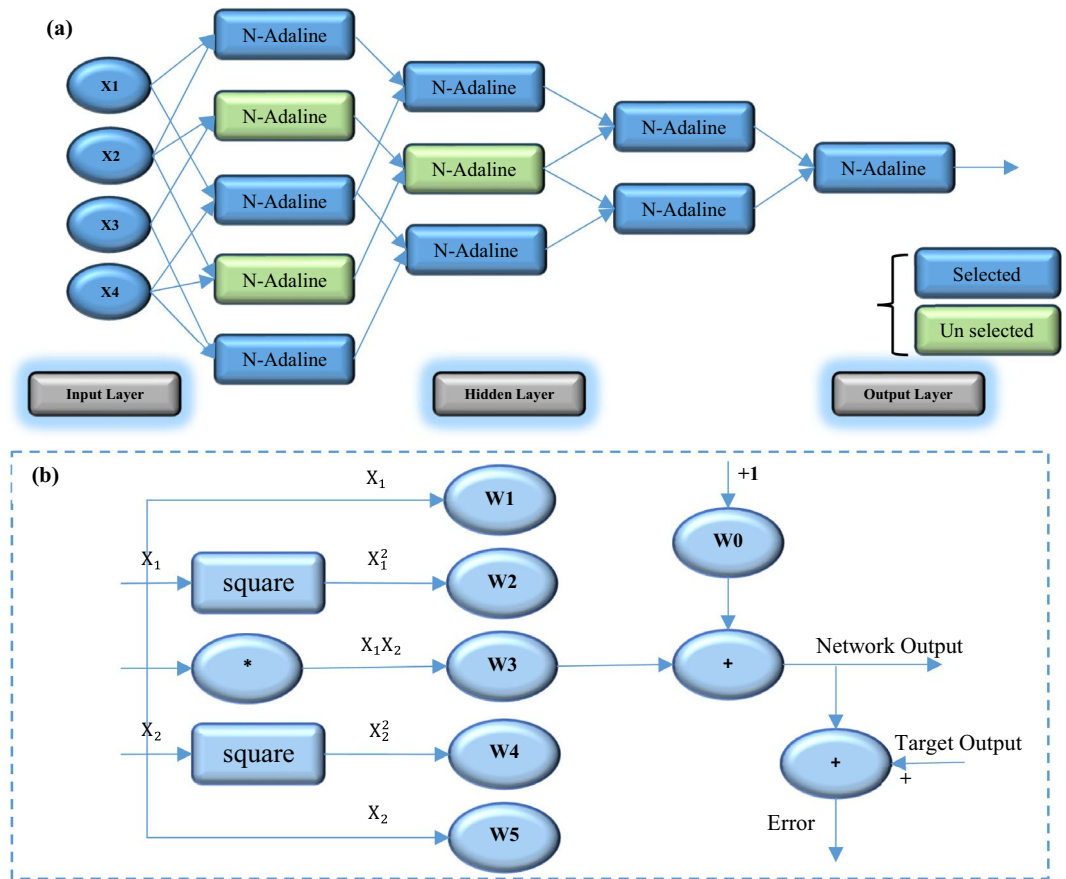 (a)
N-Adaline
X1
N-Adaline
N-Adaline
X2
N-Adaline
N-Adaline
N-Adaline
N-Adaline
N-Adaline
X3
N-Adaline
N-Adaline
X4
N-Adaline
Selected
Un selected
N-Adaline
Input Layer
Hidden Layer
Output Layer
(b)
X₁
W1
+1
W0
X₁
square
X₁²
W2
*
X₁X₂
W3
+
Network Output
X₂
square
X₂²
W4
+
Target Output
+
X₂
W5
Error